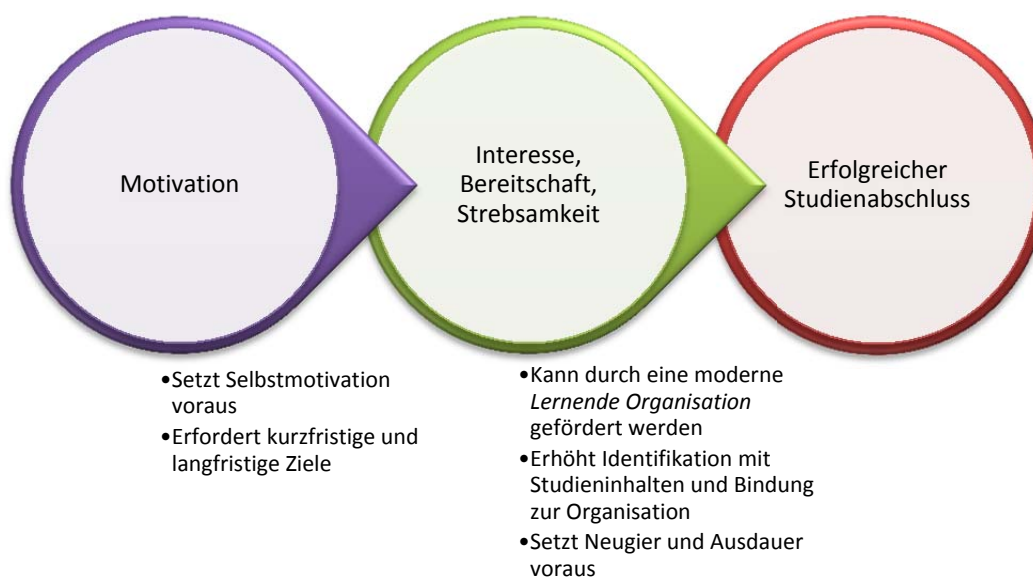 Motivation
Interesse,
Bereitschaft,
Strebsamkeit
Erfolgreicher
Studienabschluss
•Setzt Selbstmotivation
voraus
•Erfordert kurzfristige und
langfristige Ziele
•Kann durch eine moderne
Lernende Organisation
gefördert werden
•Erhöht Identifikation mit
Studieninhalten und Bindung
zur Organisation
•Setzt Neugier und Ausdauer
voraus